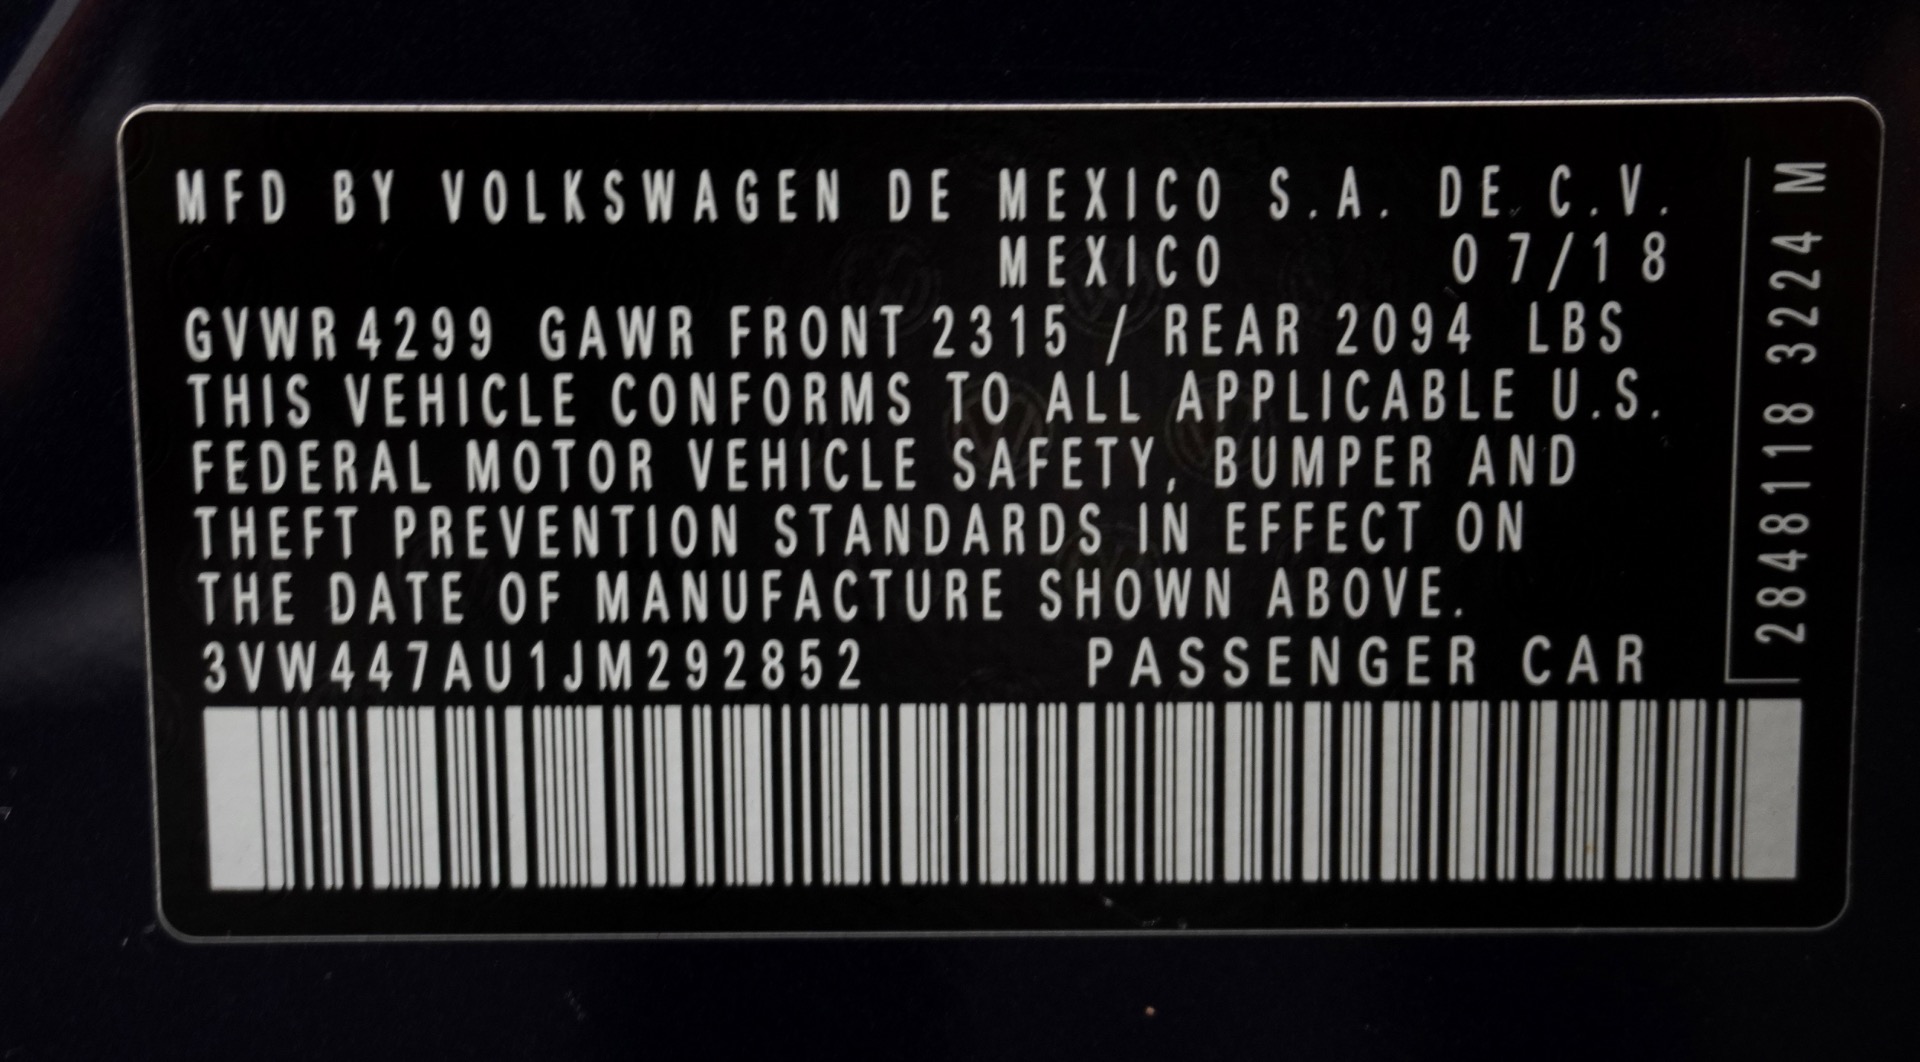 MFD BY VOLKSWAGEN DE MEXICO S.A. DE C.V.
MEXICO 07/18
GVWR 4299 GAWR FRONT 2315 / REAR 2094 LBS
THIS VEHICLE CONFORMS TO ALL APPLICABLE U.S.
FEDERAL MOTOR VEHICLE SAFETY, BUMPER AND
THEFT PREVENTION STANDARDS IN EFFECT ON
THE DATE OF MANUFACTURE SHOWN ABOVE.
3VW447AU1JM292852 PASSENGER CAR
2848118 3224 M